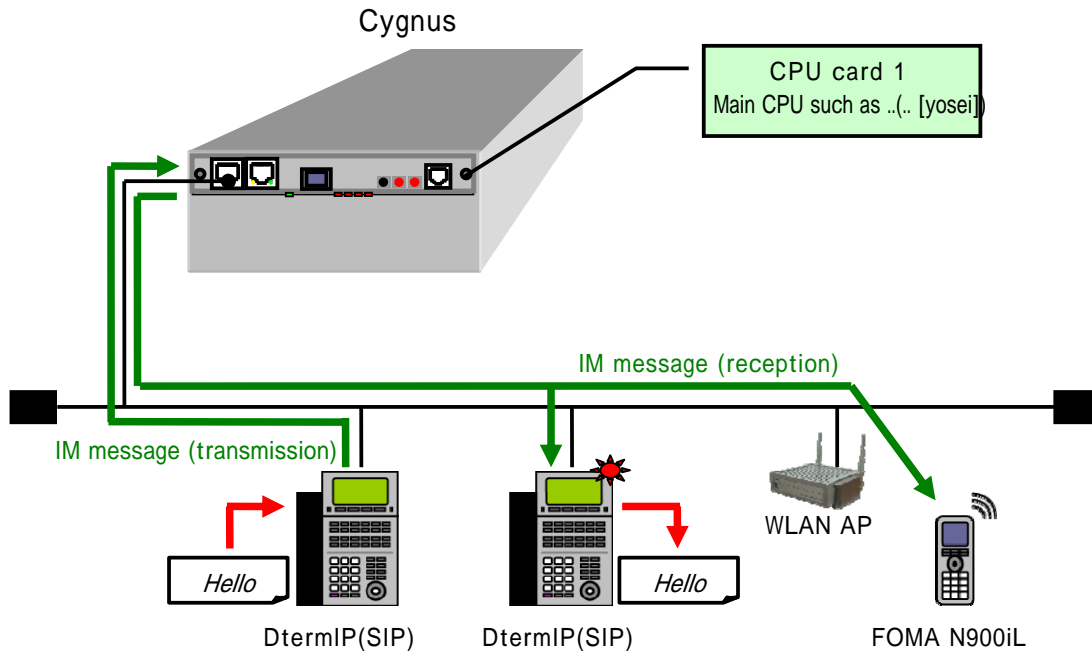 Cygnus
CPU card 1
Main CPU such as ..(.. [yosei])
IM message (reception)
IM message (transmission)
WLAN AP
Hello
Hello
DtermIP(SIP)
DtermIP(SIP)
FOMA N900iL